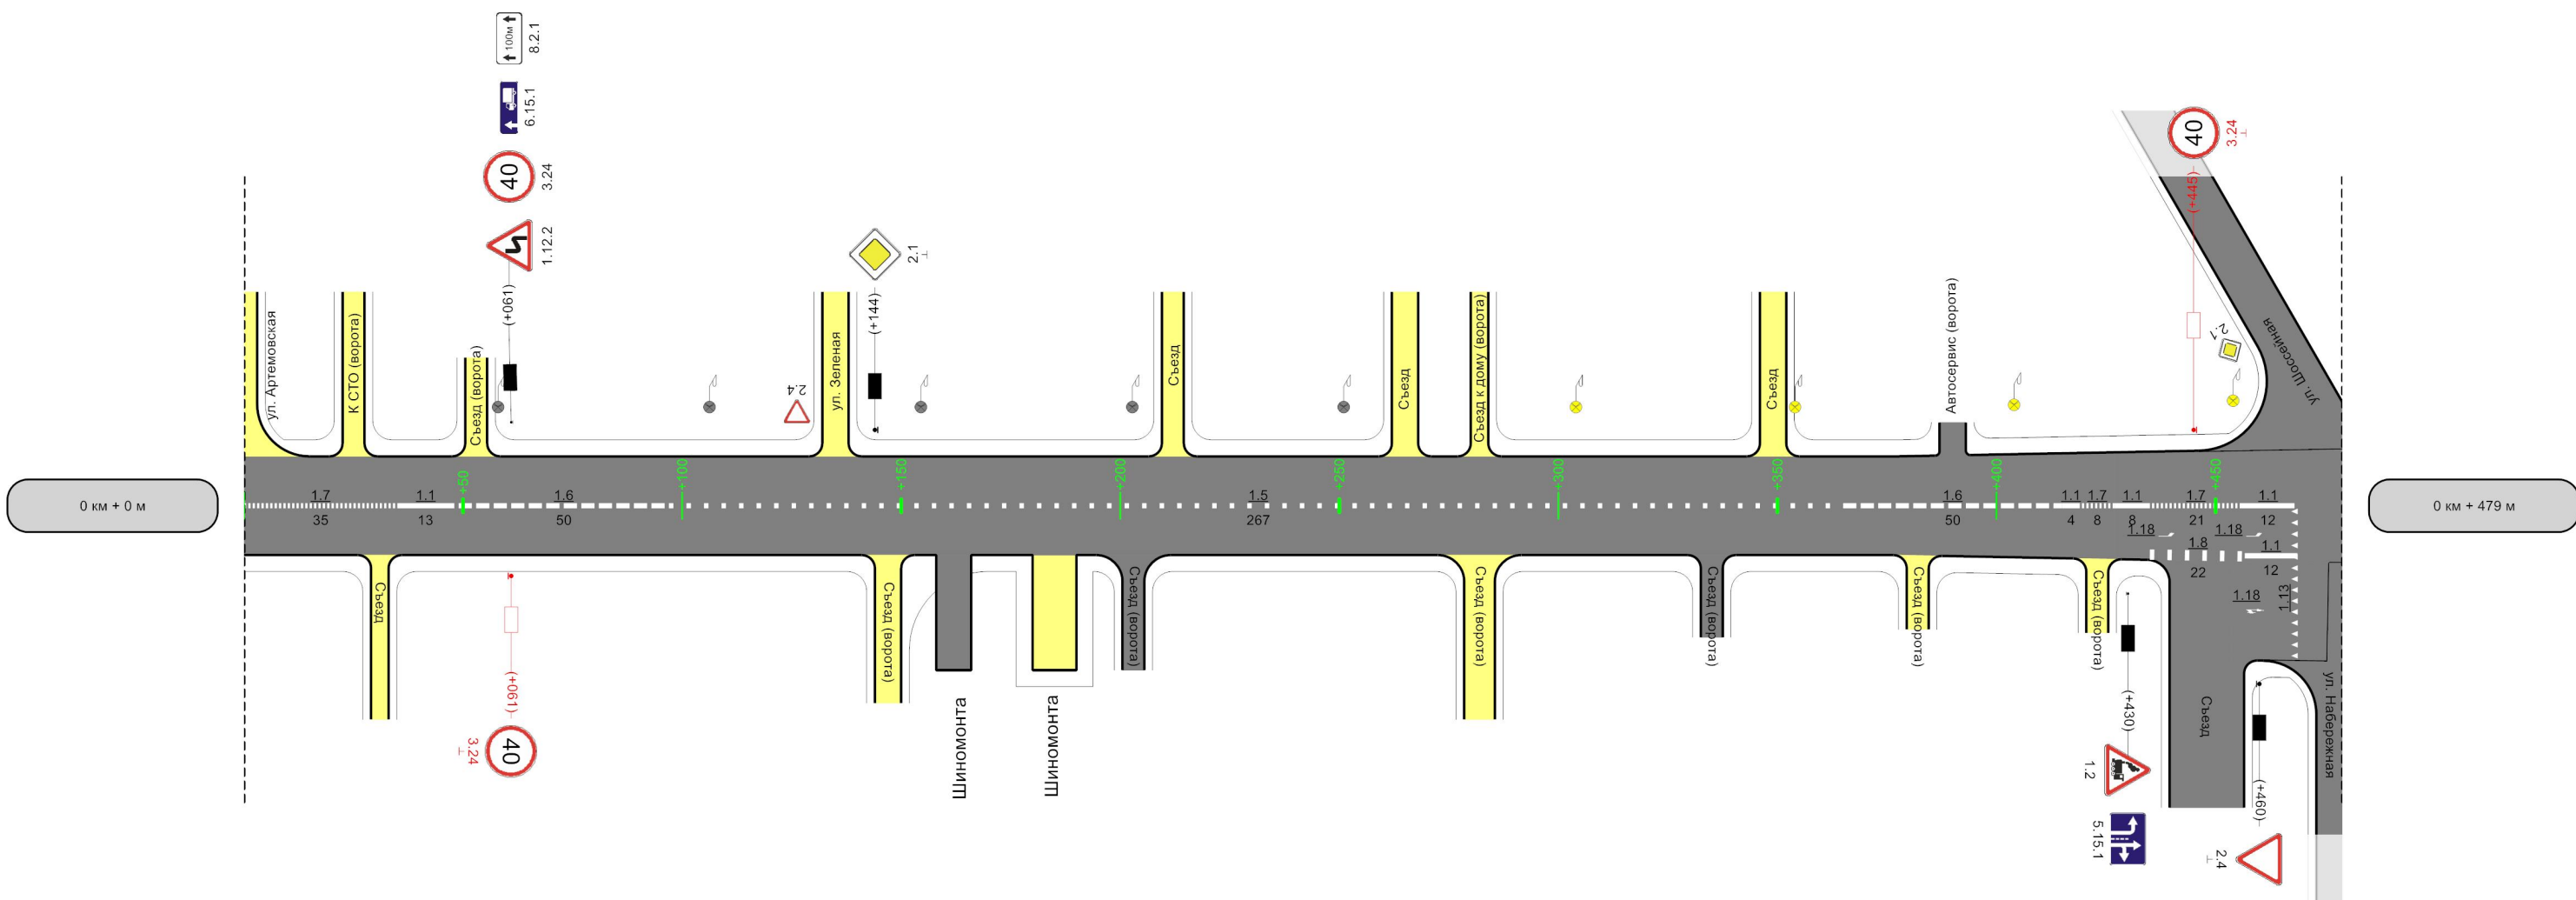 100м
8.2.1
6.15.1
40
3.24
1.12.2
(+061)
2.1
(+144)
40
3.24
(+445)
2.1
ул. Шоссейная
ул. Артемовская
К СТО (ворота)
Съезд (ворота)
2.4
ул. Зеленая
Съезд
Съезд
Съезд к дому (ворота)
Съезд
Автосервис (ворота)
0 км + 0 м
+50
+100
+150
+200
+250
+300
+350
+400
+450
0 км + 479 м
1.7
35
1.1
13
1.6
50
1.5
267
1.6
50
1.1
4
1.7
8
1.1
8
1.7
21
1.1
12
1.18
1.18
1.8
22
1.1
12
1.18
1.13
Съезд
Съезд (ворота)
Съезд (ворота)
Съезд (ворота)
Съезд (ворота)
Съезд (ворота)
Съезд (ворота)
Съезд
ул. Набережная
Шиномонта
Шиномонта
(+061)
3.24
40
(+430)
1.2
5.15.1
(+460)
2.4